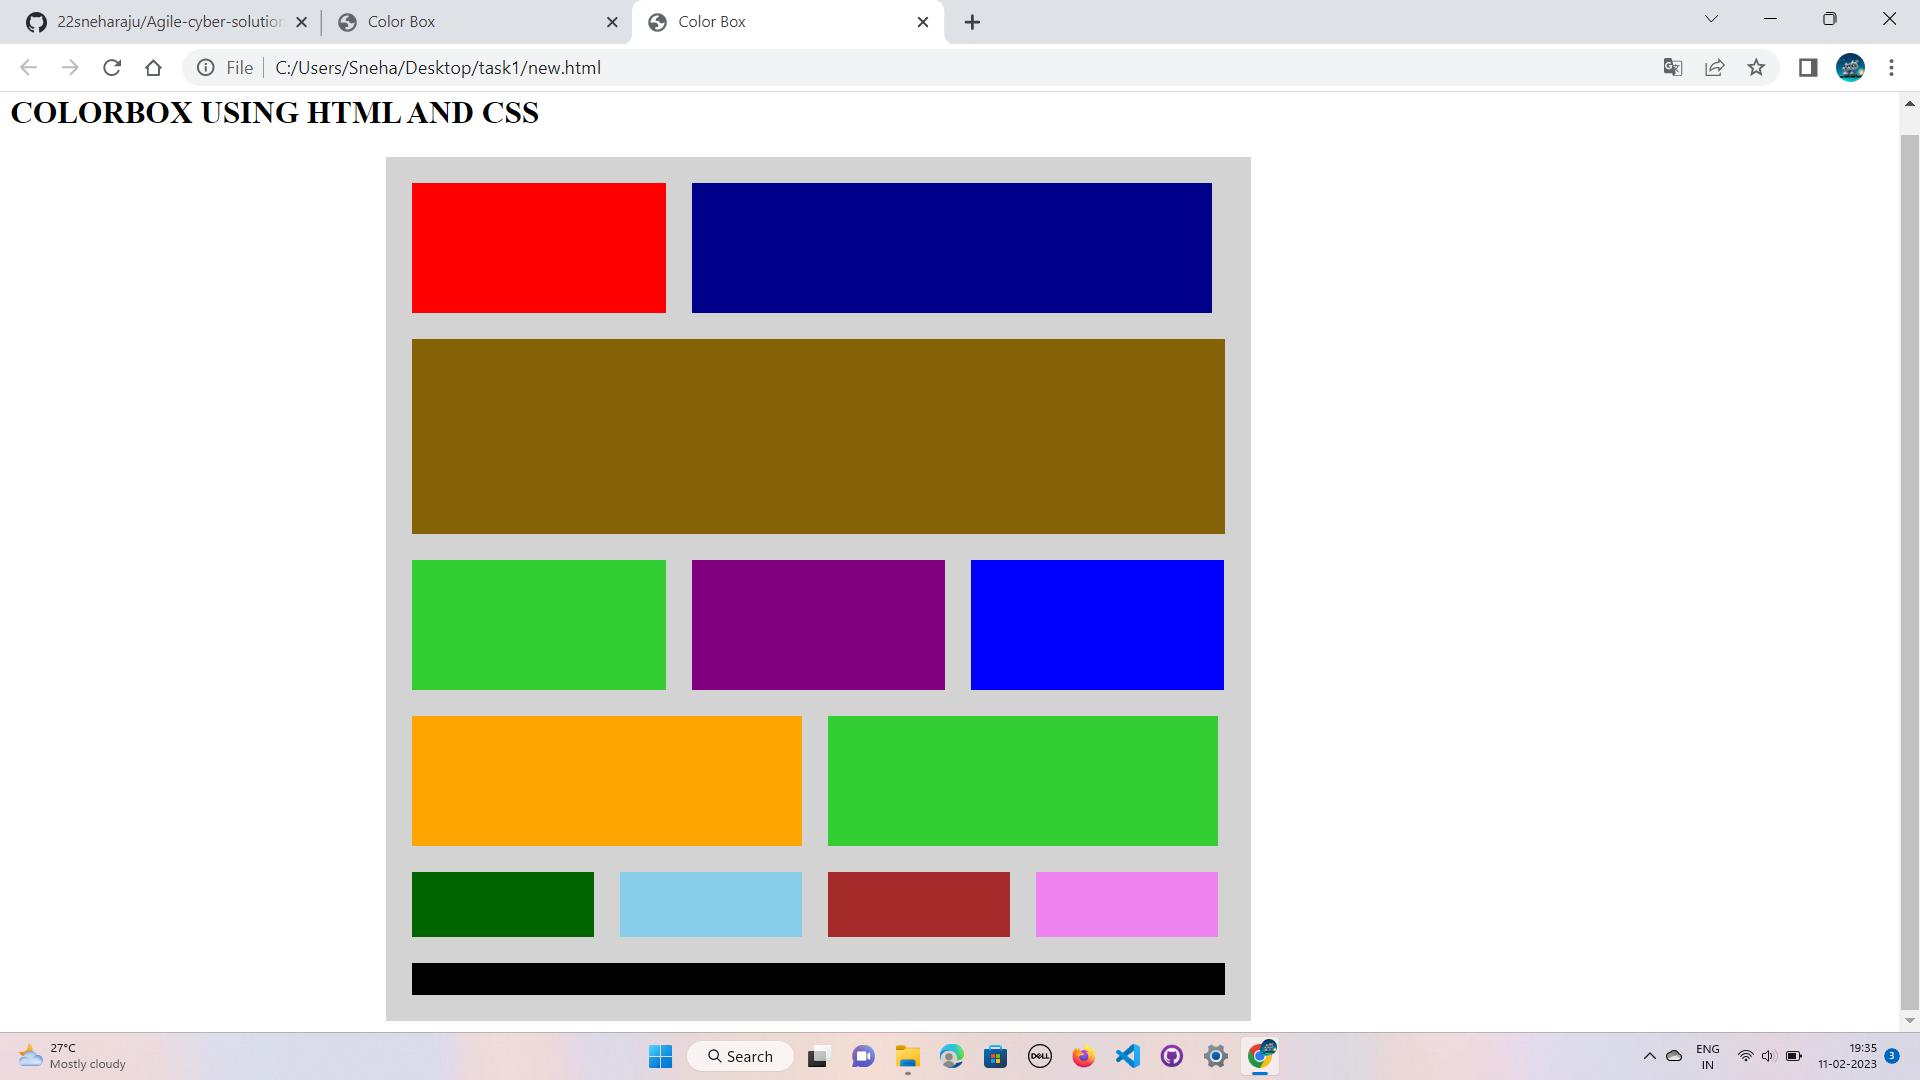 22sneharaju/Agile-cyber-solution
Color Box
Color Box
File
C:/Users/Sneha/Desktop/task1/new.html
COLORBOX USING HTML AND CSS
27°C
Mostly cloudy
Search
DELL
ENG
IN
19:35
11-02-2023
3